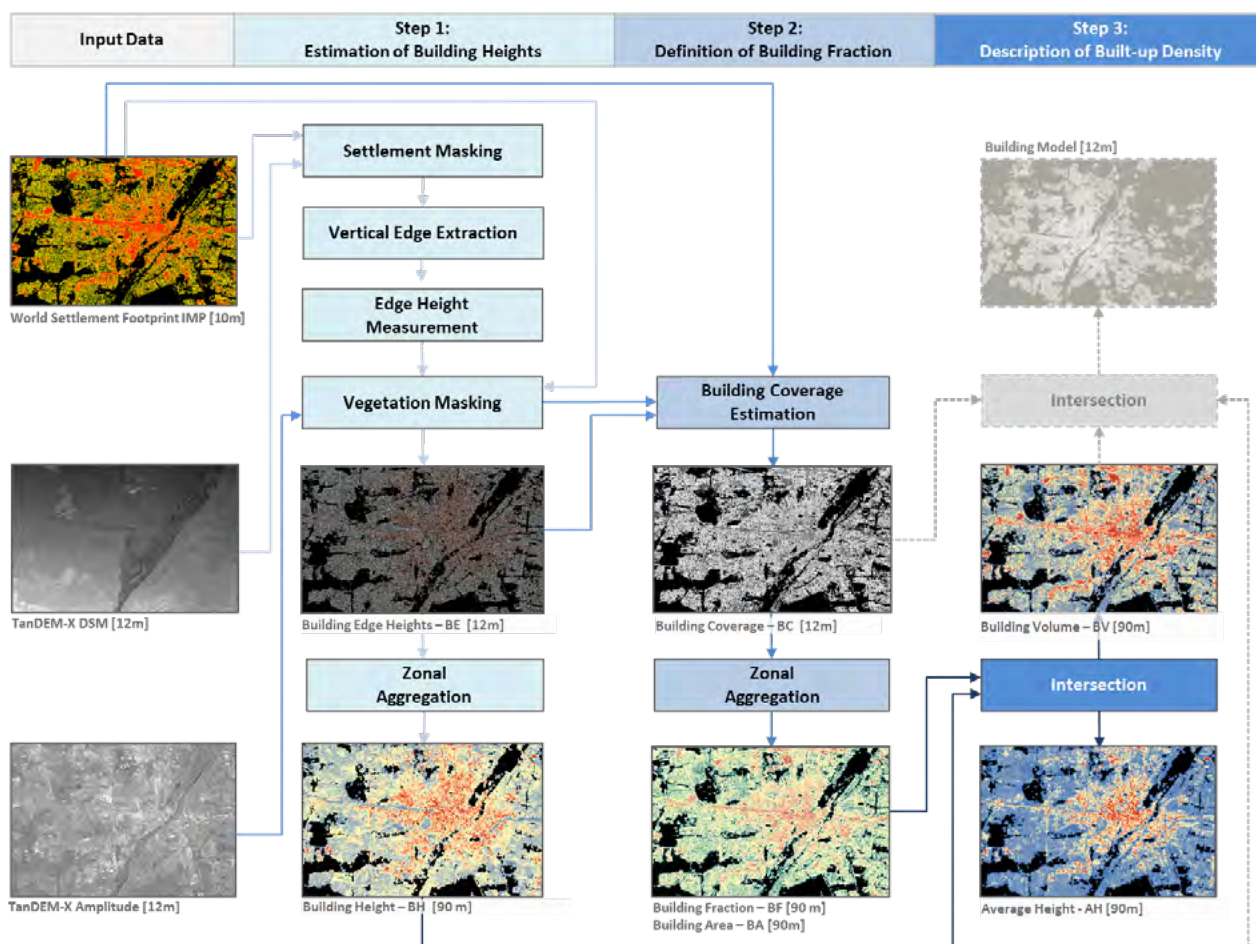 Input Data
Step 1:
Estimation of Building Heights
Step 2:
Definition of Building Fraction
Step 3:
Description of Built-up Density
Settlement Masking
Building Model [12m]
Vertical Edge Extraction
Edge Height
Measurement
World Settlement Footprint IMP [10m]
Vegetation Masking
Building Coverage
Estimation
Intersection
TanDEM-X DSM [12m]
Building Edge Heights – BE [12m]
Building Coverage – BC [12m]
Building Volume – BV [90m]
Zonal
Aggregation
Zonal
Aggregation
Intersection
TanDEM-X Amplitude [12m]
Building Height – BH [90 m]
Building Fraction – BF [90 m]
Building Area – BA [90m]
Average Height - AH [90m]